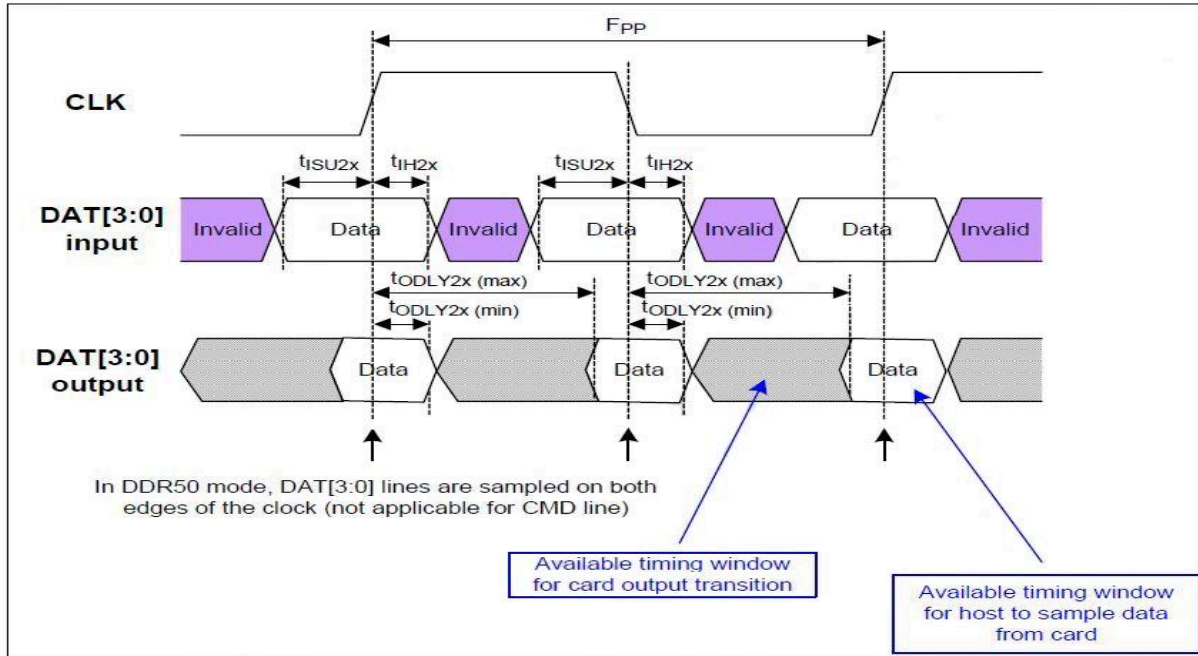 FPP
CLK
tISU2x tIH2x tISU2x tIH2x
DAT[3:0]
input
Invalid Data Invalid Data Invalid Data Invalid
tODLY2x (max) tODLY2x (max)
tODLY2x (min) tODLY2x (min)
DAT[3:0]
output
Data Data Data
In DDR50 mode, DAT[3:0] lines are sampled on both
edges of the clock (not applicable for CMD line)
Available timing window
for card output transition
Available timing window
for host to sample data
from card